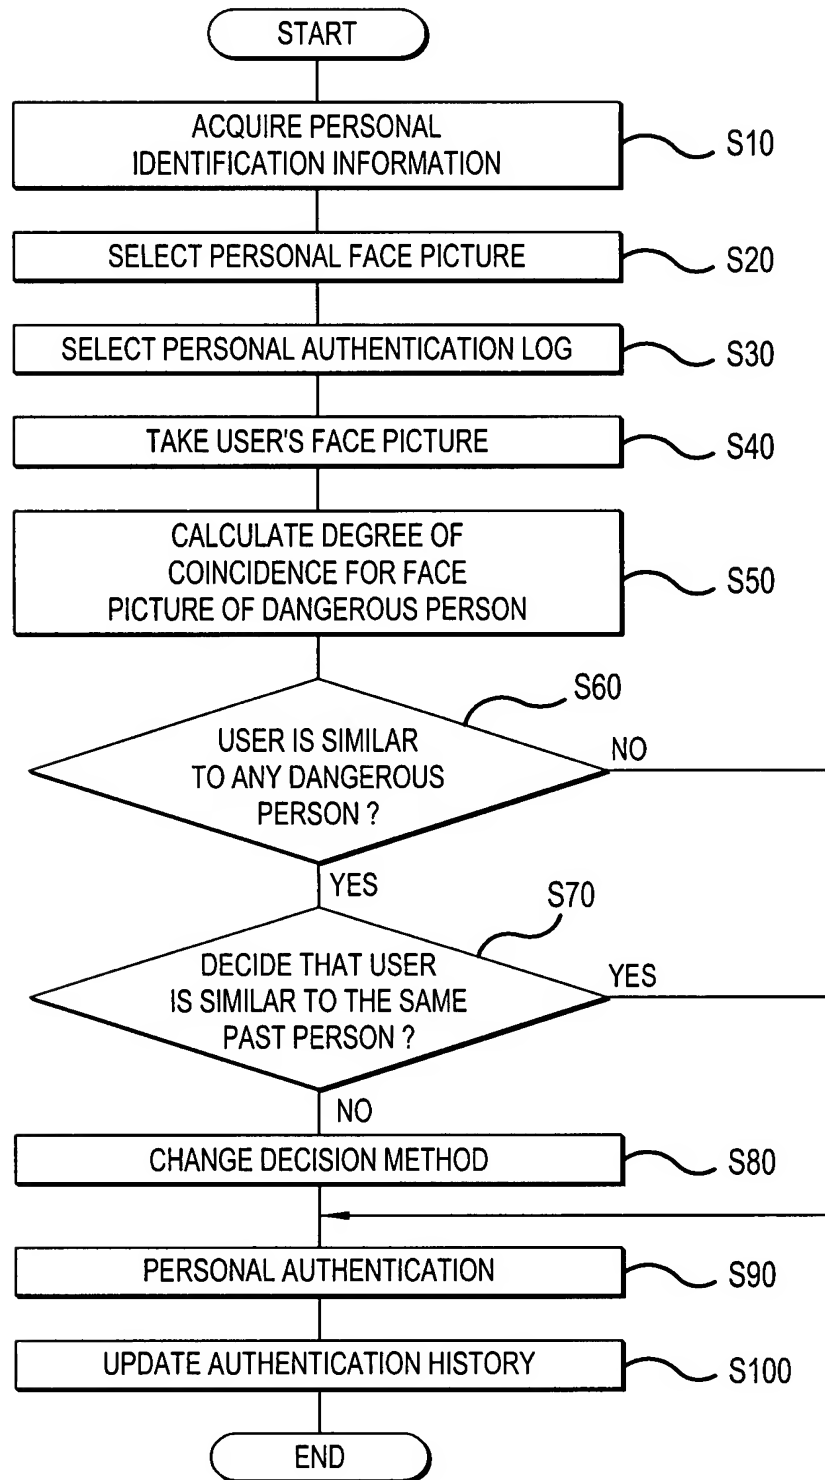 START
ACQUIRE PERSONAL
IDENTIFICATION INFORMATION
S10
SELECT PERSONAL FACE PICTURE
S20
SELECT PERSONAL AUTHENTICATION LOG
S30
TAKE USER'S FACE PICTURE
S40
CALCULATE DEGREE OF
COINCIDENCE FOR FACE
PICTURE OF DANGEROUS PERSON
S50
S60
USER IS SIMILAR
TO ANY DANGEROUS
PERSON ?
NO
YES
S70
DECIDE THAT USER
IS SIMILAR TO THE SAME
PAST PERSON ?
YES
NO
CHANGE DECISION METHOD
S80
PERSONAL AUTHENTICATION
S90
UPDATE AUTHENTICATION HISTORY
S100
END